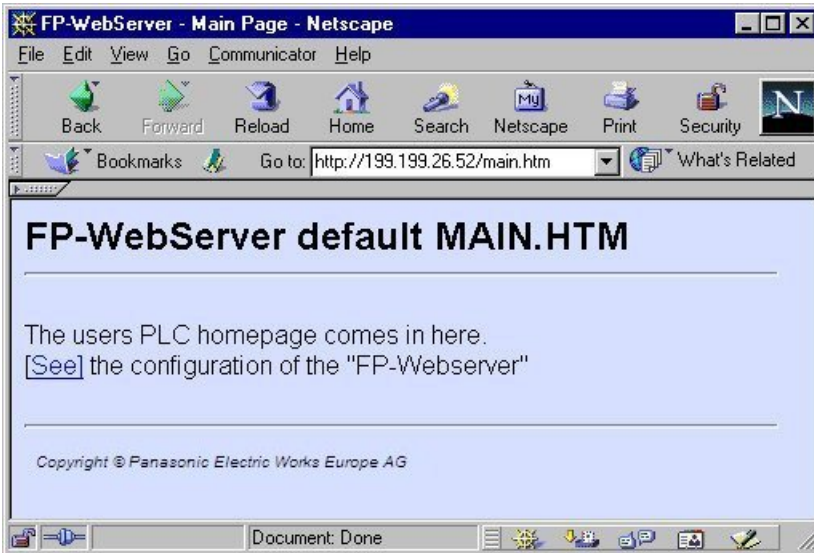 FP-WebServer - Main Page - Netscape
File Edit View Go Communicator Help
Back Forward Reload Home Search Netscape Print Security
My
N
Bookmarks Go to: http://199.199.26.52/main.htm What's Related
FP-WebServer default MAIN.HTM
The users PLC homepage comes in here.
[See] the configuration of the "FP-Webserver"
Copyright © Panasonic Electric Works Europe AG
Document: Done